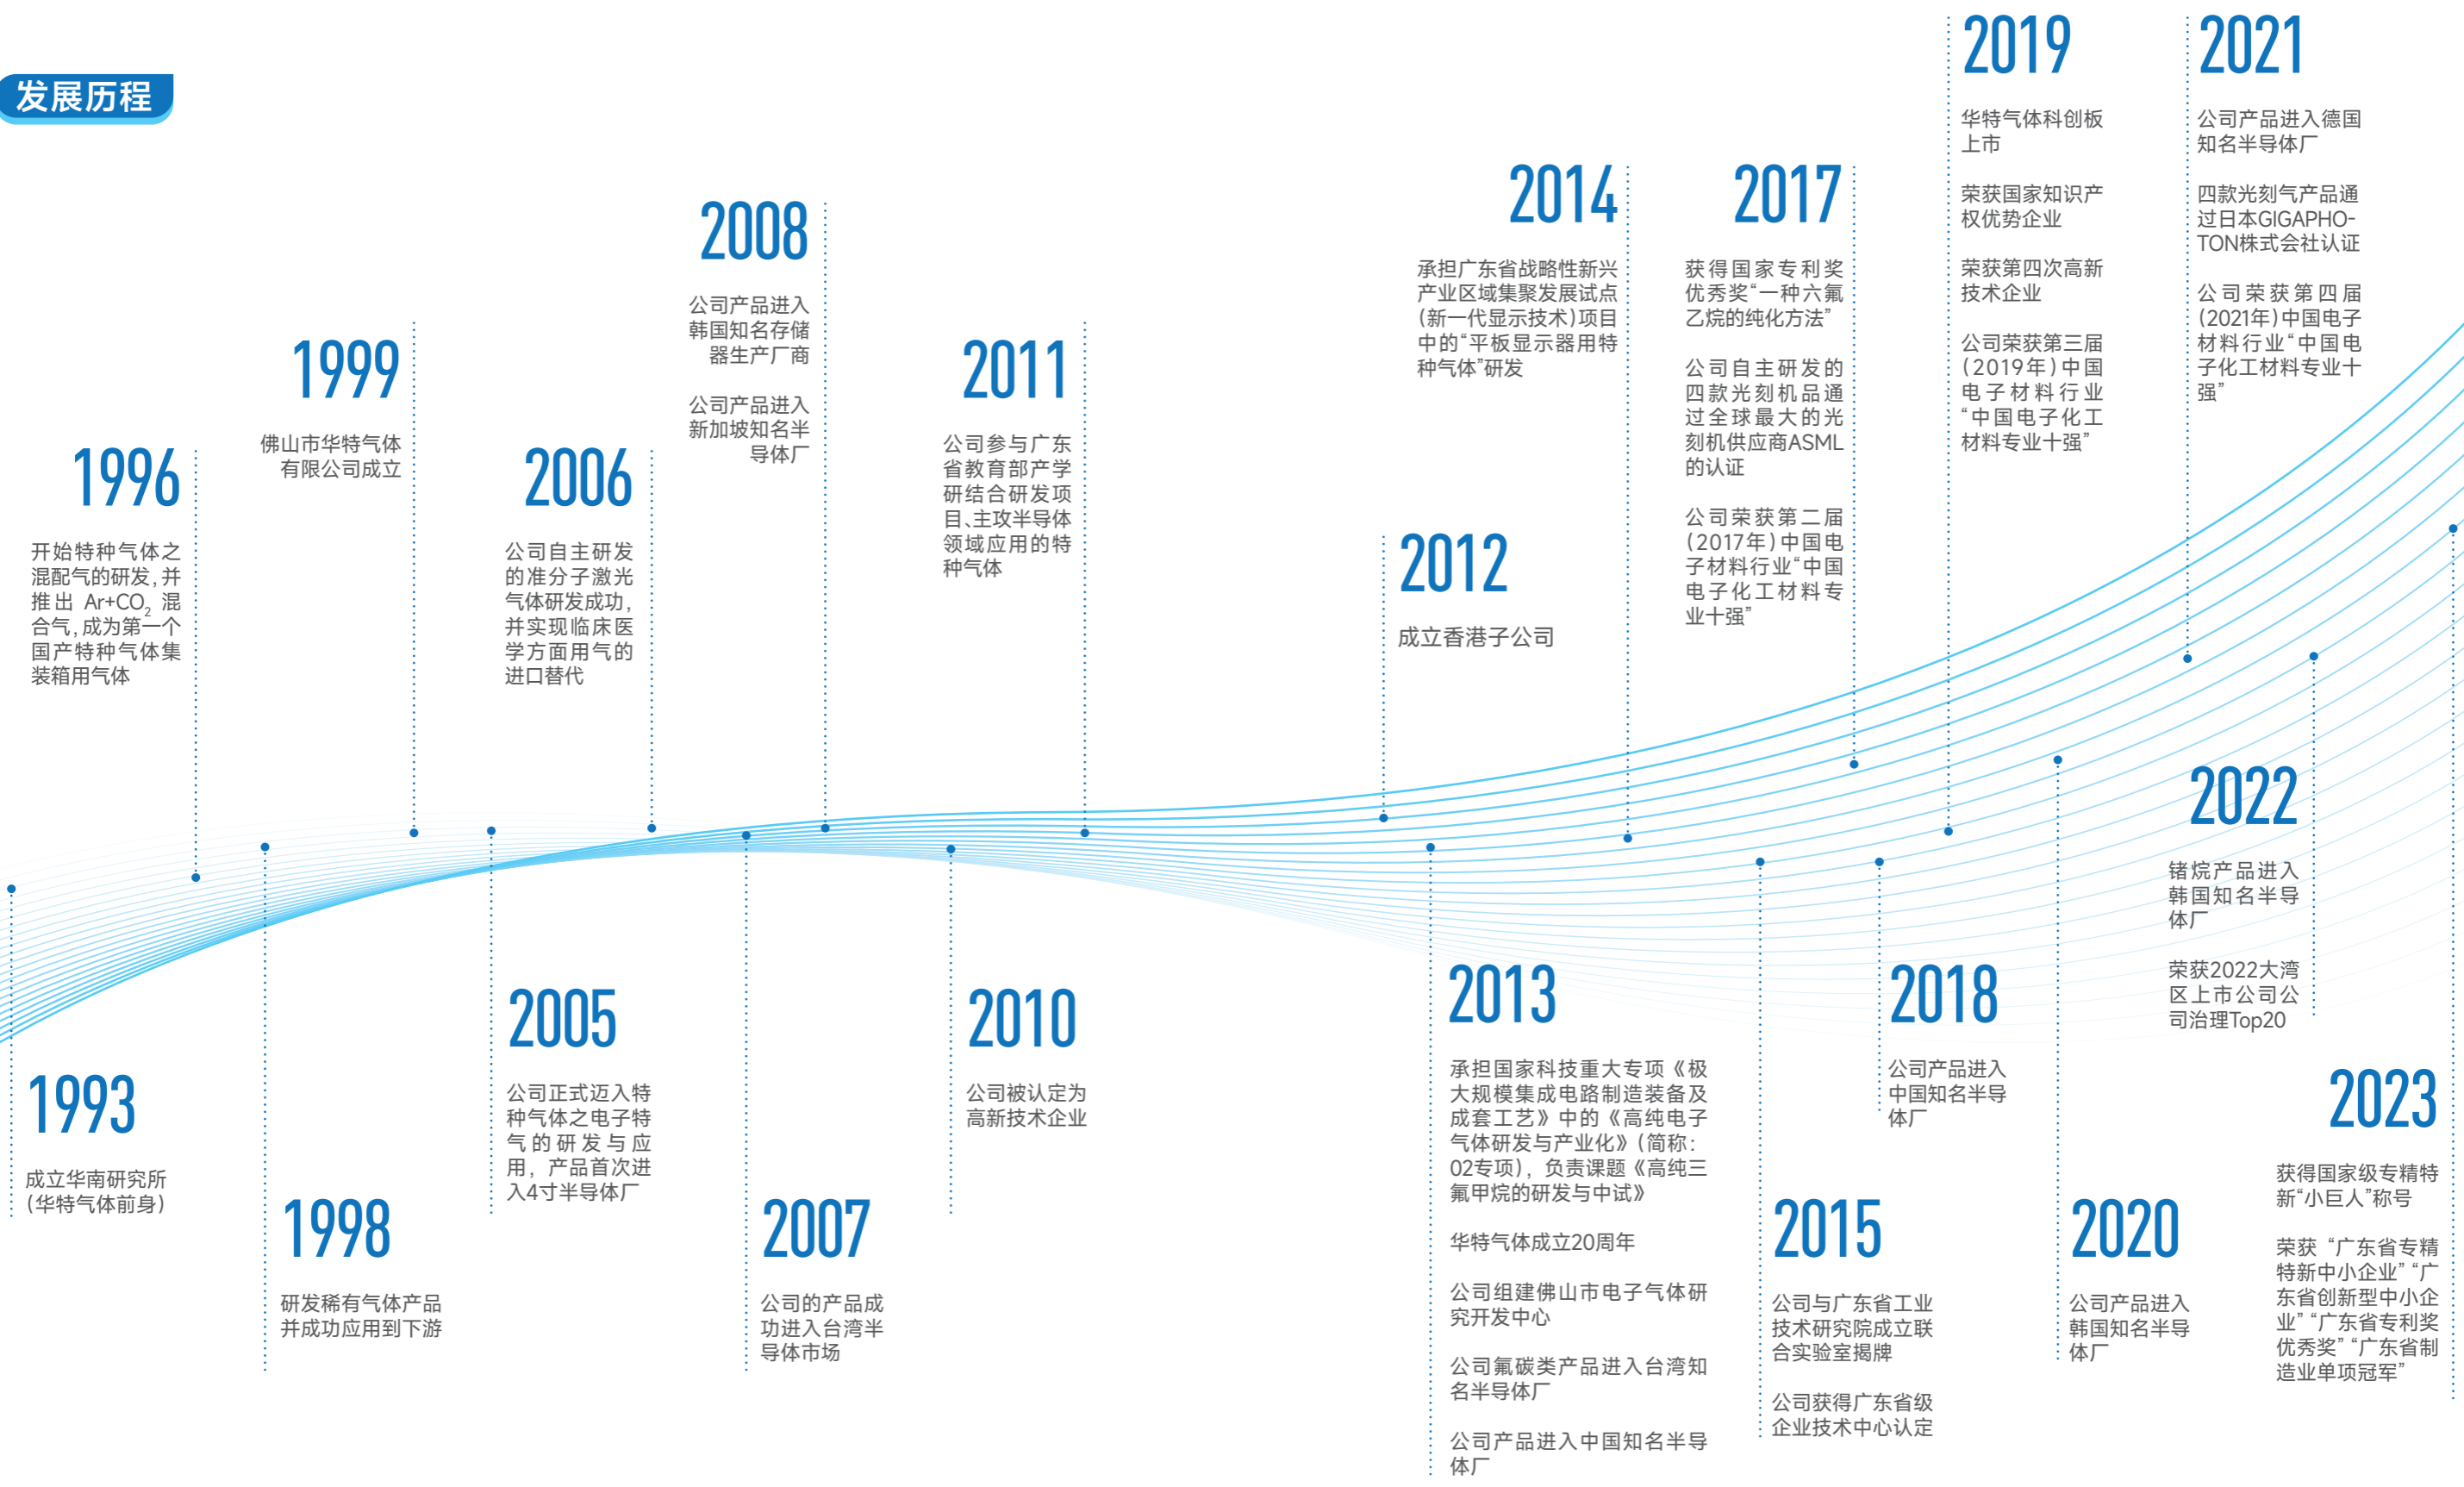 发展历程
1993
成立华南研究所
(华特气体前身)
1996
开始特种气体之
混配气的研发,并
推出 Ar+CO₂ 混
合气,成为第一个
国产特种气体集
装箱用气体
1998
研发稀有气体产品
并成功应用到下游
1999
佛山市华特气体
有限公司成立
2005
公司正式迈入特
种气体之电子特
气的研发与应
用，产品首次进
入4寸半导体厂
2006
公司自主研发
的准分子激光
气体研发成功,
并实现临床医
学方面用气的
进口替代
2007
公司的产品成
功进入台湾半
导体市场
2008
公司产品进入
韩国知名存储
器生产厂商
公司产品进入
新加坡知名半
导体厂
2010
公司被认定为
高新技术企业
2011
公司参与广东
省教育部产学
研结合研发项
目、主攻半导体
领域应用的特
种气体
2012
成立香港子公司
2013
承担国家科技重大专项《极
大规模集成电路制造装备及
成套工艺》中的《高纯电子
气体研发与产业化》(简称:
02专项)，负责课题《高纯三
氟甲烷的研发与中试》
华特气体成立20周年
公司组建佛山市电子气体研
究开发中心
公司氟碳类产品进入台湾知
名半导体厂
公司产品进入中国知名半导
体厂
2014
承担广东省战略性新兴
产业区域集聚发展试点
(新一代显示技术)项目
中的“平板显示器用特
种气体”研发
2015
公司与广东省工业
技术研究院成立联
合实验室揭牌
公司获得广东省级
企业技术中心认定
2017
获得国家专利奖
优秀奖“一种六氟
乙烷的纯化方法”
公司自主研发的
四款光刻机品通
过全球最大的光
刻机供应商ASML
的认证
公司荣获第二届
(2017年)中国电
子材料行业“中国
电子化工材料专
业十强”
2018
公司产品进入
中国知名半导
体厂
2019
华特气体科创板
上市
荣获国家知识产
权优势企业
荣获第四次高新
技术企业
公司荣获第三届
(2019年)中国
电子材料行业
“中国电子化工
材料专业十强”
2020
公司产品进入
韩国知名半导
体厂
2021
公司产品进入德国
知名半导体厂
四款光刻气产品通
过日本GIGAPHO-
TON株式会社认证
公司荣获第四届
(2021年)中国电子
材料行业“中国电
子化工材料专业十
强”
2022
锗烷产品进入
韩国知名半导
体厂
荣获2022大湾
区上市公司公
司治理Top20
2023
获得国家级专精特
新“小巨人”称号
荣获 “广东省专精
特新中小企业” “广
东省创新型中小企
业” “广东省专利奖
优秀奖” “广东省制
造业单项冠军”